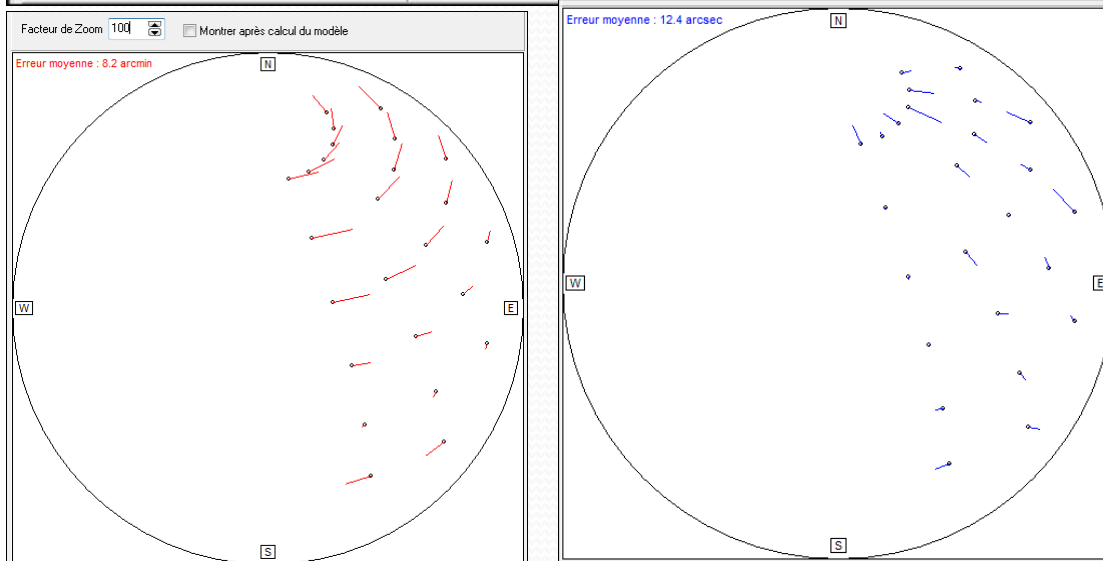 Facteur de Zoom 100 Montrer après calcul du modèle
Erreur moyenne : 8.2 arcmin
N
W
E
S
Erreur moyenne : 12.4 arcsec
N
W
E
S